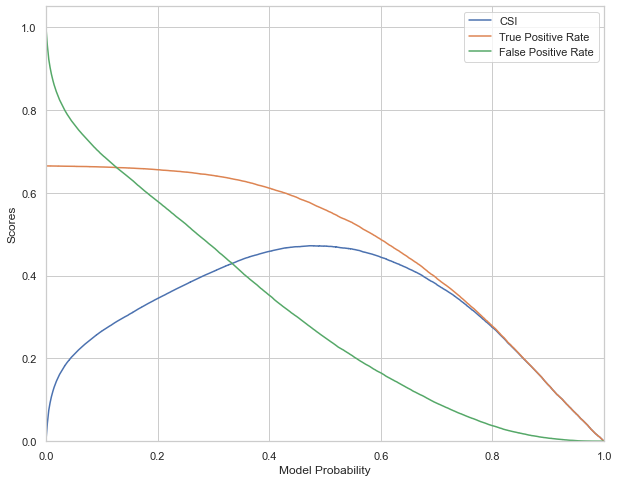 CSI
True Positive Rate
False Positive Rate
1.0
0.8
0.6
0.4
0.2
0.0
Scores
0.0 0.2 0.4 0.6 0.8 1.0
Model Probability